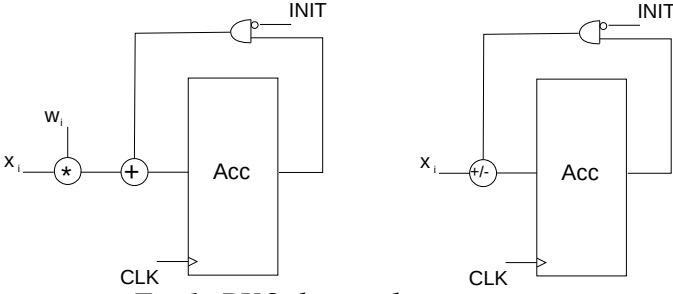 INIT
INIT
w i
x i
*
+
Acc
x i
+/-
Acc
CLK
CLK